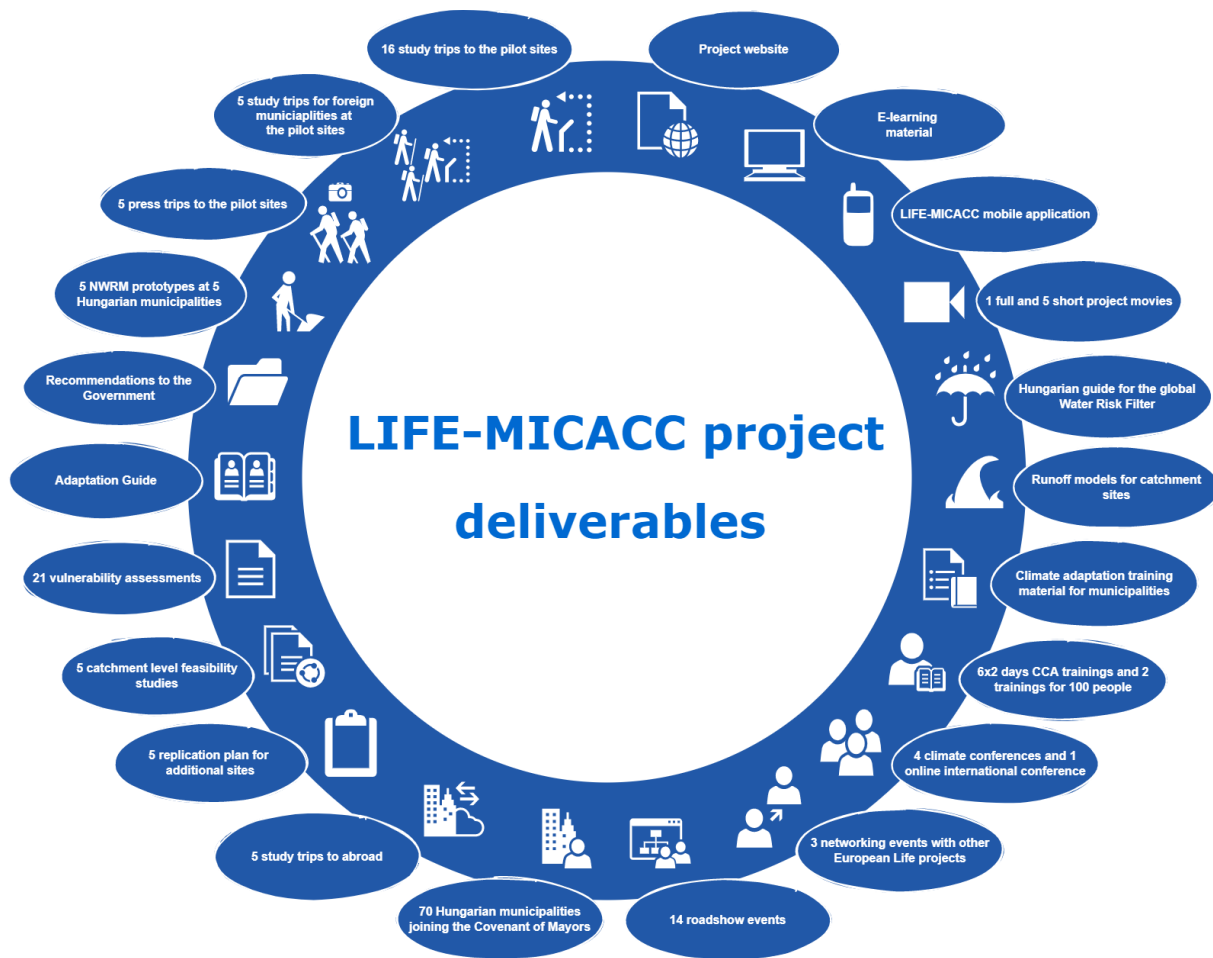 LIFE-MICACC project
deliverables
Project website
E-learning
material
LIFE-MICACC mobile application
1 full and 5 short project movies
Hungarian guide for the global
Water Risk Filter
Runoff models for catchment
sites
Climate adaptation training
material for municipalities
6x2 days CCA trainings and 2
trainings for 100 people
4 climate conferences and 1
online international conference
3 networking events with other
European Life projects
14 roadshow events
70 Hungarian municipalities
joining the Covenant of Mayors
5 study trips to abroad
5 replication plan for
additional sites
5 catchment level feasibility
studies
21 vulnerability assessments
Adaptation Guide
Recommendations to the
Government
5 NWRM prototypes at 5
Hungarian municipalities
5 press trips to the pilot sites
5 study trips for foreign
municiaplities at
the pilot sites
16 study trips to the pilot sites